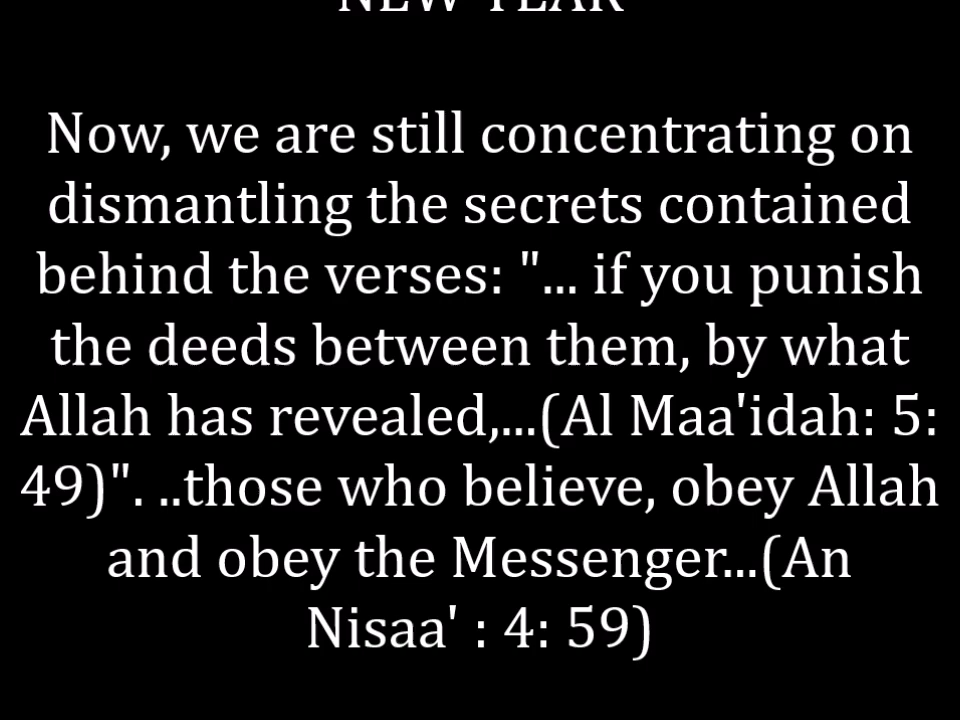 NEW YEAR
Now, we are still concentrating on
dismantling the secrets contained
behind the verses: "... if you punish
the deeds between them, by what
Allah has revealed,...(Al Maa'idah: 5:
49)". ..those who believe, obey Allah
and obey the Messenger...(An
Nisaa' : 4: 59)